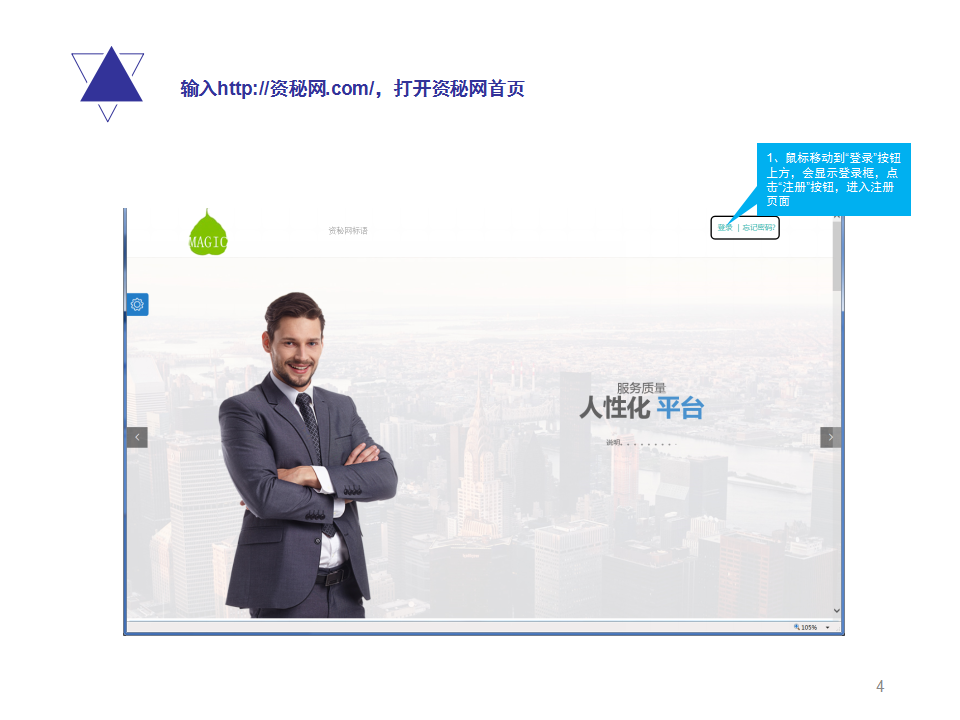 输入http://资秘网.com/，打开资秘网首页
1、鼠标移动到“登录”按钮
上方，会显示登录框，点
击“注册”按钮，进入注册
页面
MAGIC
资秘网标语
登录 | 忘记密码?
服务质量
人性化 平台
说明。。。。。。。。
105%
4